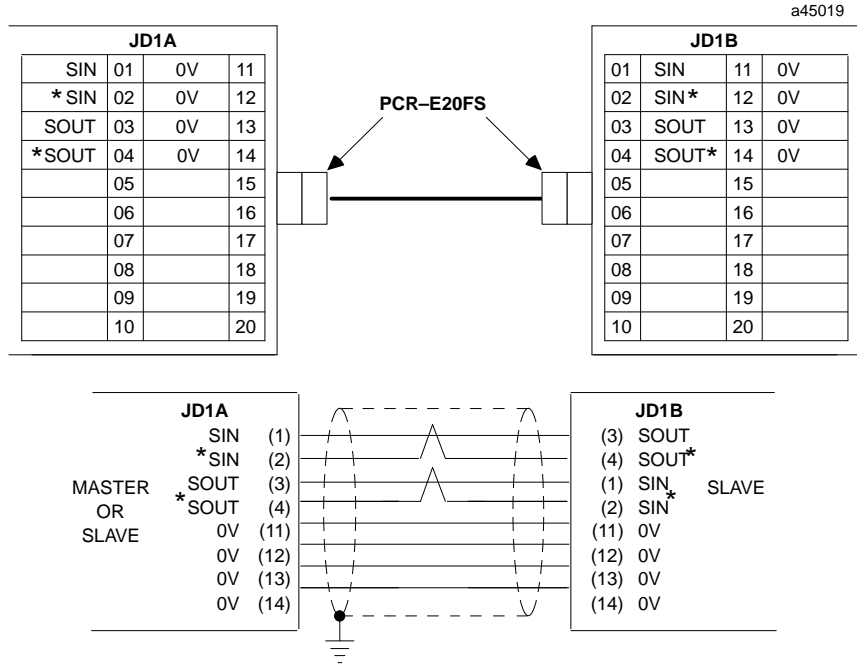 a45019
JD1A
SIN 01 0V 11
*SIN 02 0V 12
SOUT 03 0V 13
*SOUT 04 0V 14
05 15
06 16
07 17
08 18
09 19
10 20
PCR–E20FS
JD1B
01 SIN 11 0V
02 SIN* 12 0V
03 SOUT 13 0V
04 SOUT* 14 0V
05 15
06 16
07 17
08 18
09 19
10 20
MASTER
OR
SLAVE
JD1A
SIN (1)
*SIN (2)
SOUT (3)
*SOUT (4)
0V (11)
0V (12)
0V (13)
0V (14)
JD1B
(3) SOUT
(4) SOUT*
(1) SIN
(2) SIN*
(11) 0V
(12) 0V
(13) 0V
(14) 0V
SLAVE